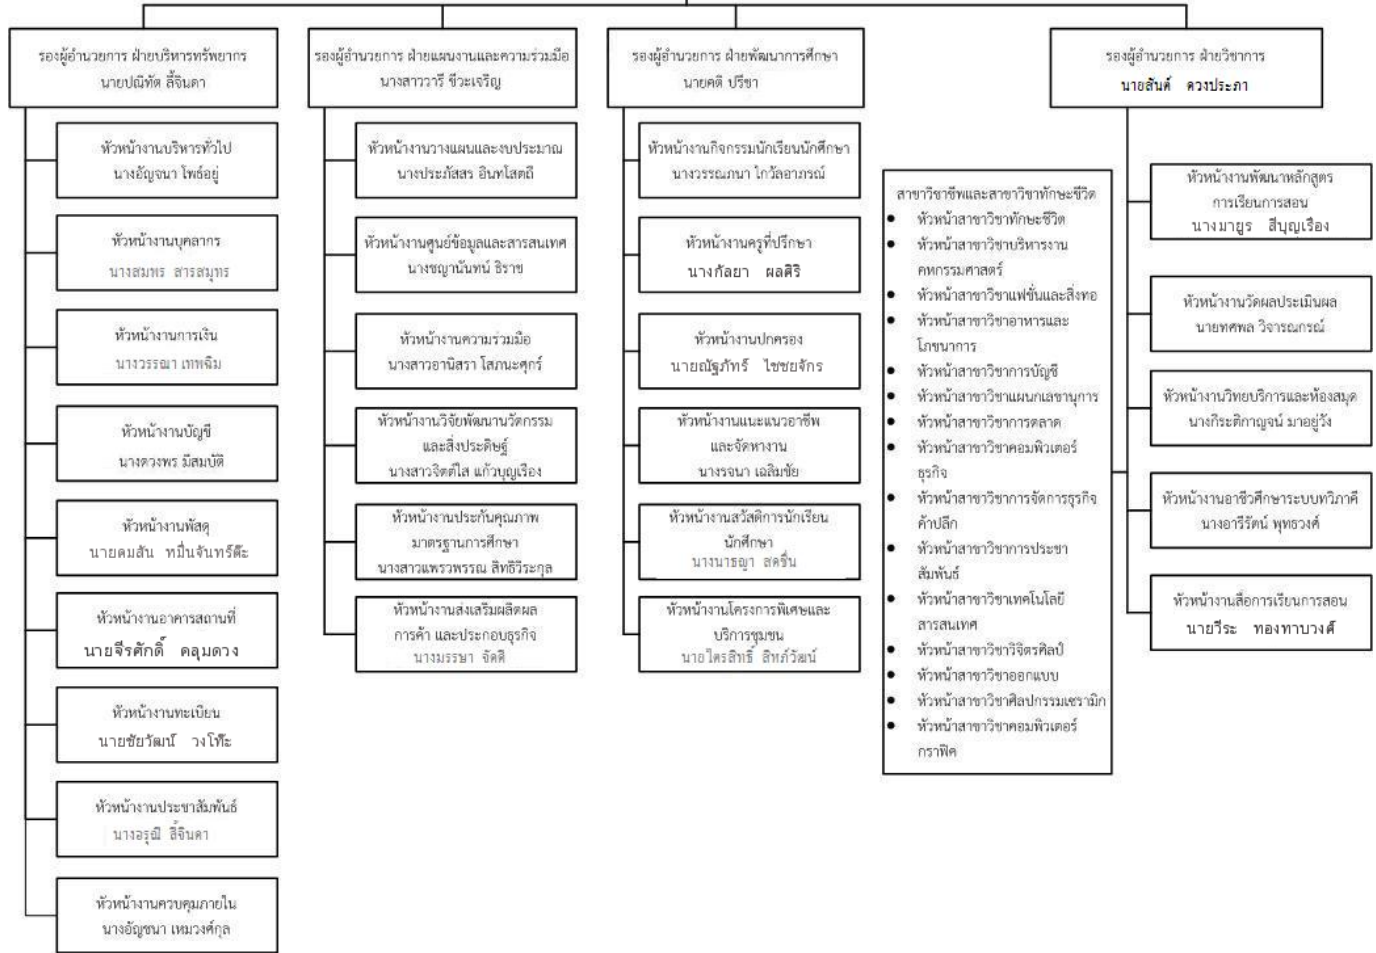 รองผู้อำนวยการ ฝ่ายบริหารทรัพยากร
นายปณิทัต ลี้จินดา
หัวหน้างานบริหารทั่วไป
นางอัญจนา โพธ์อยู่
หัวหน้างานบุคลากร
นางสมพร สารสมุทร
หัวหน้างานการเงิน
นางวรรณา เทพฉิม
หัวหน้างานบัญชี
นางดวงพร มีสมบัติ
หัวหน้างานพัสดุ
นายคมสัน หมื่นจันทร์ต๊ะ
หัวหน้างานอาคารสถานที่
นายจีรศักดิ์ คลุมดวง
หัวหน้างานทะเบียน
นายชัยวัฒน์ วงโท๊ะ
หัวหน้างานประชาสัมพันธ์
นางอรุณี ลี้จินดา
หัวหน้างานควบคุมภายใน
นางอัญชนา เหมวงศ์กุล
รองผู้อำนวยการ ฝ่ายแผนงานและความร่วมมือ
นางสาววารี ชีวะเจริญ
หัวหน้างานวางแผนและงบประมาณ
นางประภัสสร อินทโสตถี
หัวหน้างานศูนย์ข้อมูลและสารสนเทศ
นางชญานันทน์ ธิราช
หัวหน้างานความร่วมมือ
นางสาวอานิสรา โสภนะศุกร์
หัวหน้างานวิจัยพัฒนานวัตกรรม
และสิ่งประดิษฐ์
นางสาวจิตต์ใส แก้วบุญเรือง
หัวหน้างานประกันคุณภาพ
มาตรฐานการศึกษา
นางสาวแพรวพรรณ สิทธิวีระกุล
หัวหน้างานส่งเสริมผลิตผล
การค้า และประกอบธุรกิจ
นางมรรษา จัดดี
รองผู้อำนวยการ ฝ่ายพัฒนาการศึกษา
นายคติ ปรีชา
หัวหน้างานกิจกรรมนักเรียนนักศึกษา
นางวรรณภนา ไกวัลอาภรณ์
หัวหน้างานครูที่ปรึกษา
นางกัลยา ผลศิริ
หัวหน้างานปกครอง
นายณัฐภัทร์ ไชชยจักร
หัวหน้างานแนะแนวอาชีพ
และจัดหางาน
นางรจนา เฉลิมชัย
หัวหน้างานสวัสดิการนักเรียน
นักศึกษา
นางนาธญา สดชื่น
หัวหน้างานโครงการพิเศษและ
บริการชุมชน
นายไตรสิทธิ์ สิทภ์วัฒน์
รองผู้อำนวยการ ฝ่ายวิชาการ
นายสันต์ ดวงประภา
สาขาวิชาชีพและสาขาวิชาทักษะชีวิต
• หัวหน้าสาขาวิชาทักษะชีวิต
• หัวหน้าสาขาวิชาบริหารงาน
คหกรรมศาสตร์
• หัวหน้าสาขาวิชาแฟชั่นและสิ่งทอ
• หัวหน้าสาขาวิชาอาหารและ
โภชนาการ
• หัวหน้าสาขาวิชาการบัญชี
• หัวหน้าสาขาวิชาแผนกเลขานุการ
• หัวหน้าสาขาวิชาการตลาด
• หัวหน้าสาขาวิชาคอมพิวเตอร์
ธุรกิจ
• หัวหน้าสาขาวิชาการจัดการธุรกิจ
ค้าปลีก
• หัวหน้าสาขาวิชาการประชา
สัมพันธ์
• หัวหน้าสาขาวิชาเทคโนโลยี
สารสนเทศ
• หัวหน้าสาขาวิชาวิจิตรศิลป์
• หัวหน้าสาขาวิชาออกแบบ
• หัวหน้าสาขาวิชาศิลปกรรมเซรามิก
• หัวหน้าสาขาวิชาคอมพิวเตอร์
กราฟิค
หัวหน้างานพัฒนาหลักสูตร
การเรียนการสอน
นางมายูร สีบุญเรือง
หัวหน้างานวัดผลประเมินผล
นายทศพล วิจารณกรณ์
หัวหน้างานวิทยบริการและห้องสมุด
นางกิระติกาญจน์ มาอยู่วัง
หัวหน้างานอาชีวศึกษาระบบทวิภาคี
นางอารีรัตน์ พุทธวงศ์
หัวหน้างานสื่อการเรียนการสอน
นายวีระ ทองทาบวงค์